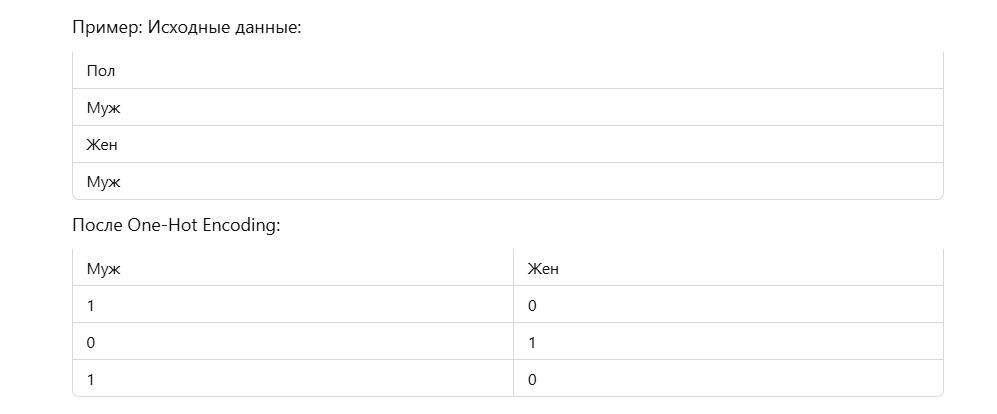 Пример: Исходные данные:
Пол
Муж
Жен
Муж
После One-Hot Encoding:
Муж Жен
1 0
0 1
1 0